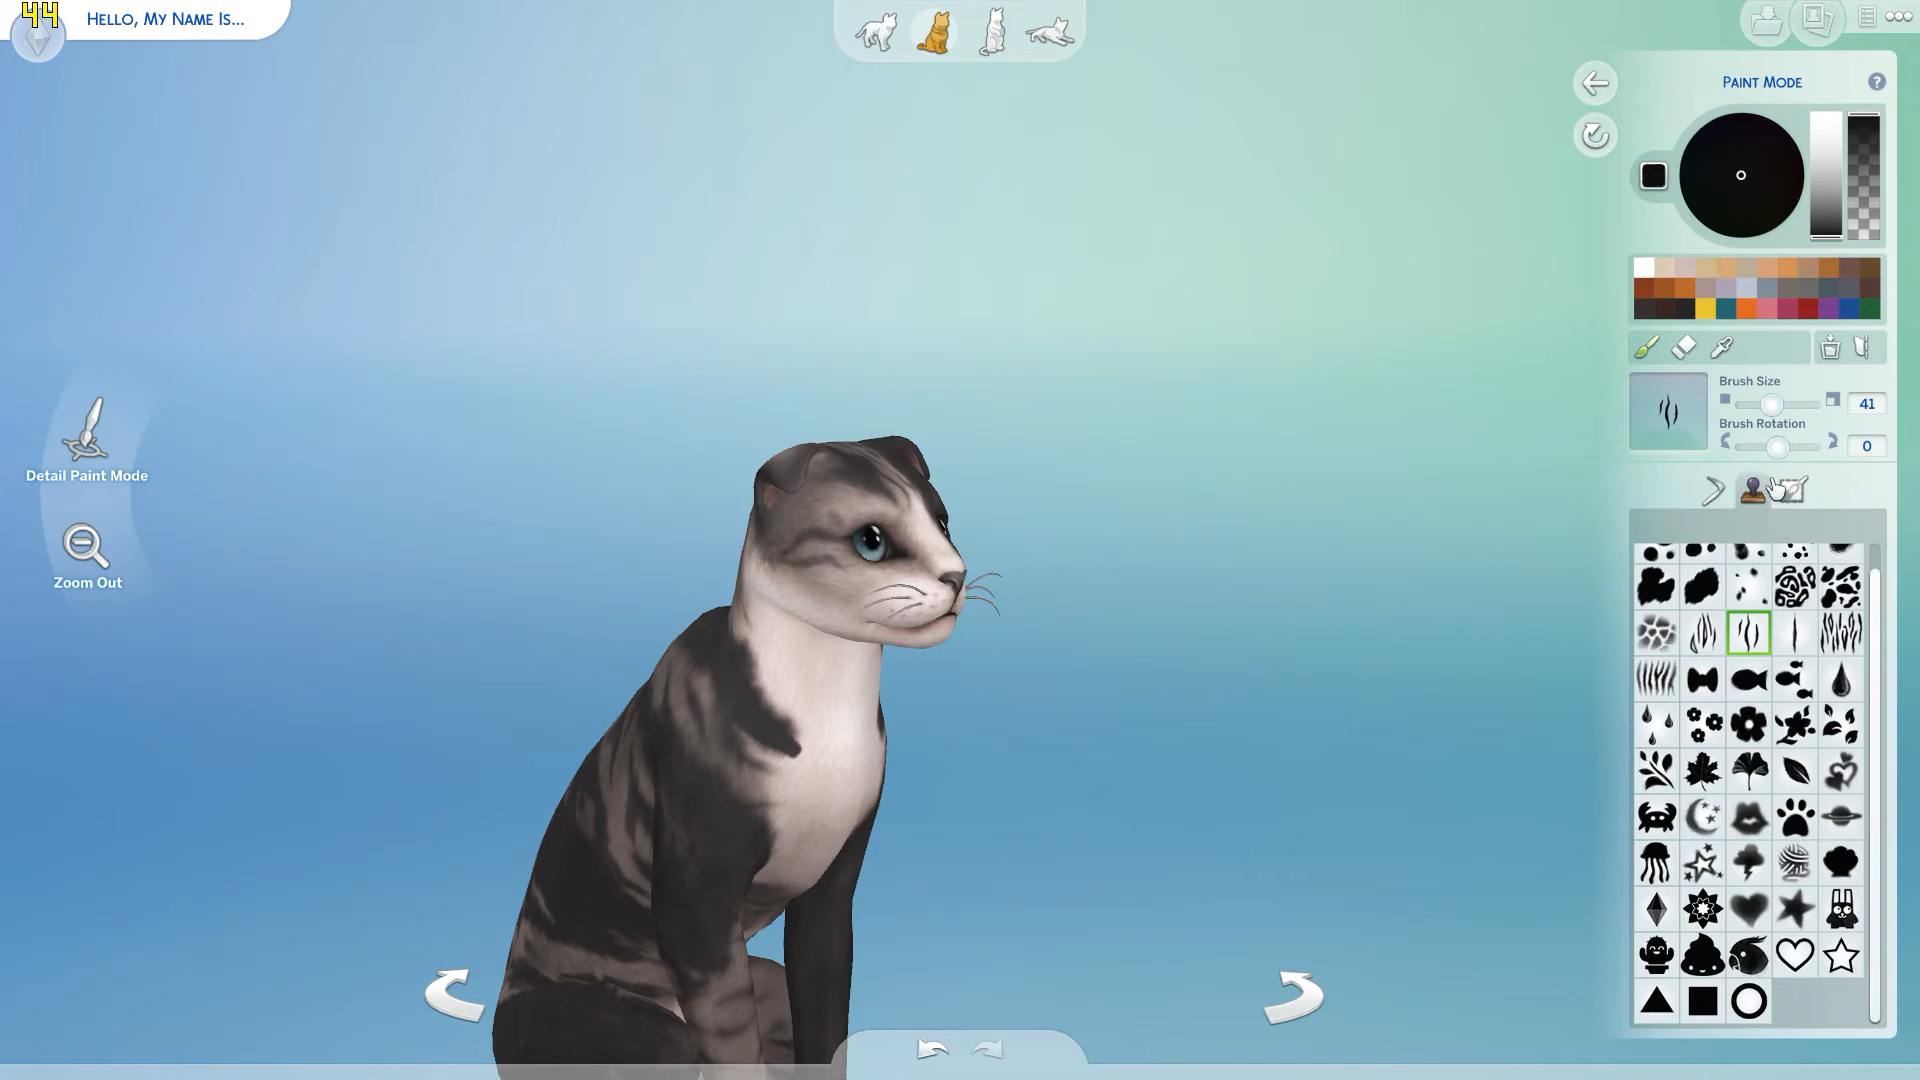 44
Hello, My Name Is...
Paint Mode
?
Brush Size
41
Brush Rotation
0
Detail Paint Mode
Zoom Out